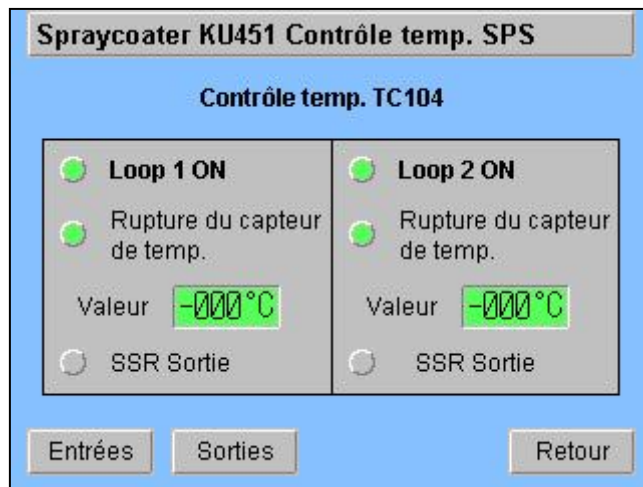 Spraycoater KU451 Contrôle temp. SPS
Contrôle temp. TC104
Loop 1 ON
Rupture du capteur
de temp.
Valeur -000°C
SSR Sortie
Loop 2 ON
Rupture du capteur
de temp.
Valeur -000°C
SSR Sortie
Entrées
Sorties
Retour